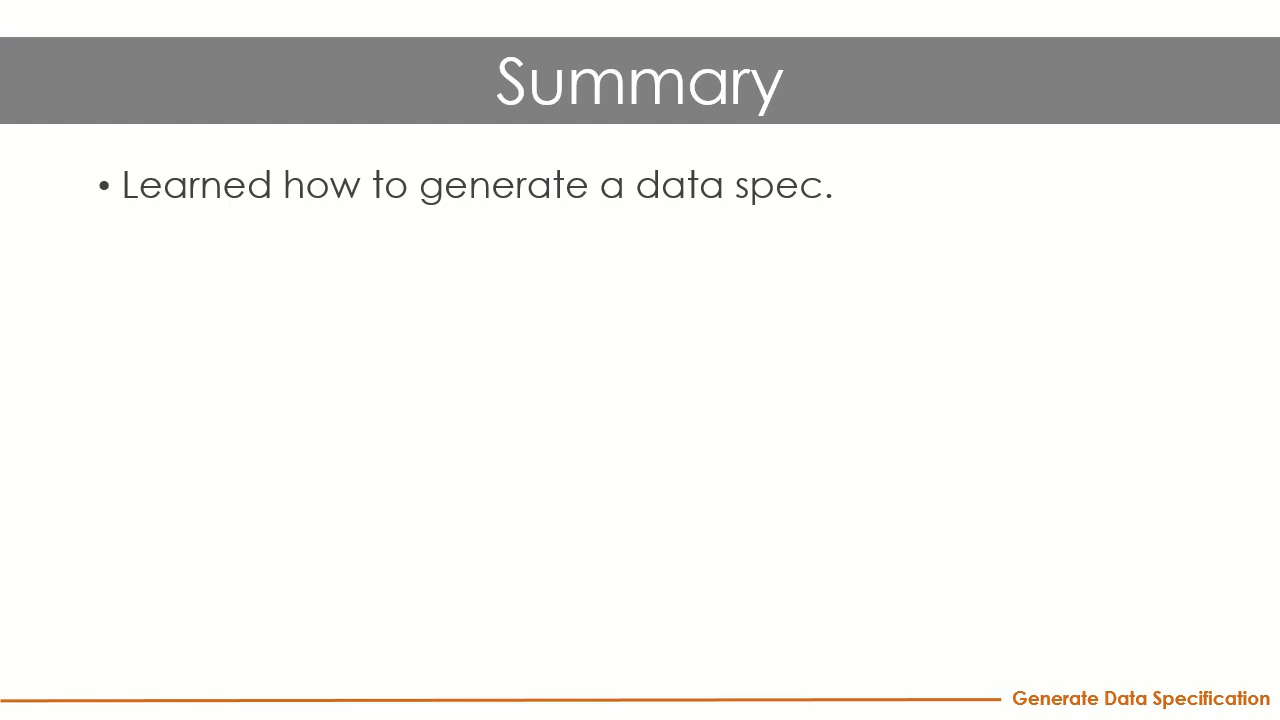 Summary
• Learned how to generate a data spec.
Generate Data Specification